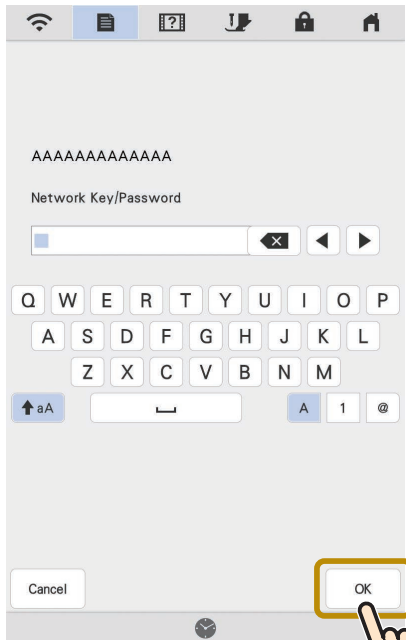 AAAAAAAAAAAAA
Network Key/Password
Q W E R T Y U I O P
A S D F G H J K L
Z X C V B N M
aA A 1 @
Cancel OK